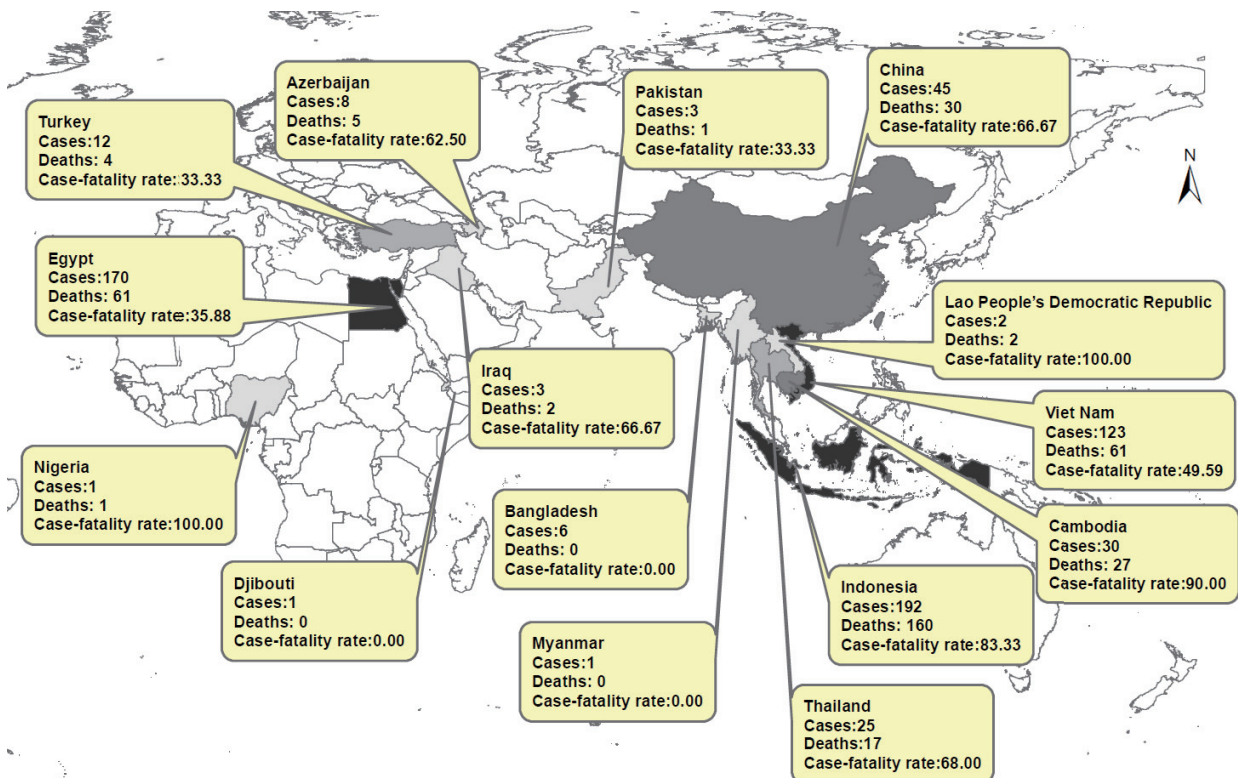 Azerbaijan
Cases:8
Deaths: 5
Case-fatality rate:62.50
Pakistan
Cases:3
Deaths: 1
Case-fatality rate:33.33
China
Cases:45
Deaths: 30
Case-fatality rate:66.67
Turkey
Cases:12
Deaths: 4
Case-fatality rate:33.33
N
Egypt
Cases:170
Deaths: 61
Case-fatality rate:35.88
Lao People's Democratic Republic
Cases:2
Deaths: 2
Case-fatality rate:100.00
Iraq
Cases:3
Deaths: 2
Case-fatality rate:66.67
Viet Nam
Cases:123
Deaths: 61
Case-fatality rate:49.59
Nigeria
Cases:1
Deaths: 1
Case-fatality rate:100.00
Bangladesh
Cases:6
Deaths: 0
Case-fatality rate:0.00
Cambodia
Cases:30
Deaths: 27
Case-fatality rate:90.00
Djibouti
Cases:1
Deaths: 0
Case-fatality rate:0.00
Indonesia
Cases:192
Deaths: 160
Case-fatality rate:83.33
Myanmar
Cases:1
Deaths: 0
Case-fatality rate:0.00
Thailand
Cases:25
Deaths:17
Case-fatality rate:68.00